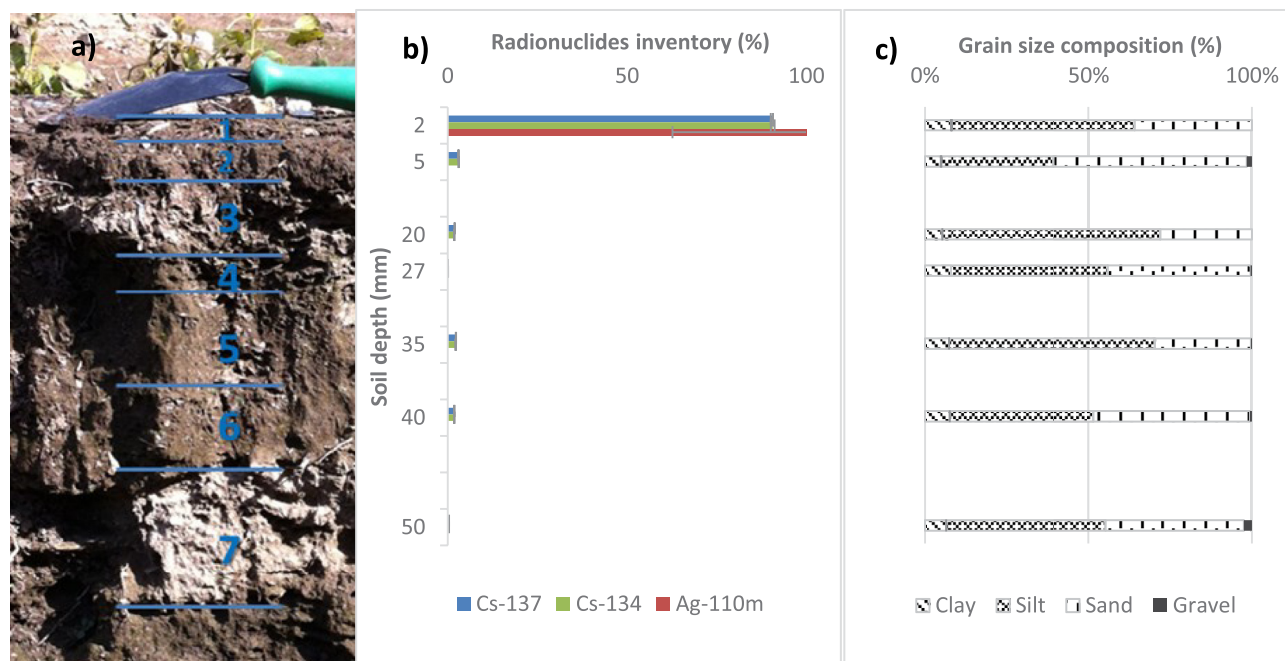 a)
1
2
3
4
5
6
7
b)
Radionuclides inventory (%)
0 50 100
Soil depth (mm)
2
5
20
27
35
40
50
Cs-137 Cs-134 Ag-110m
c)
Grain size composition (%)
0% 50% 100%
Clay Silt Sand Gravel